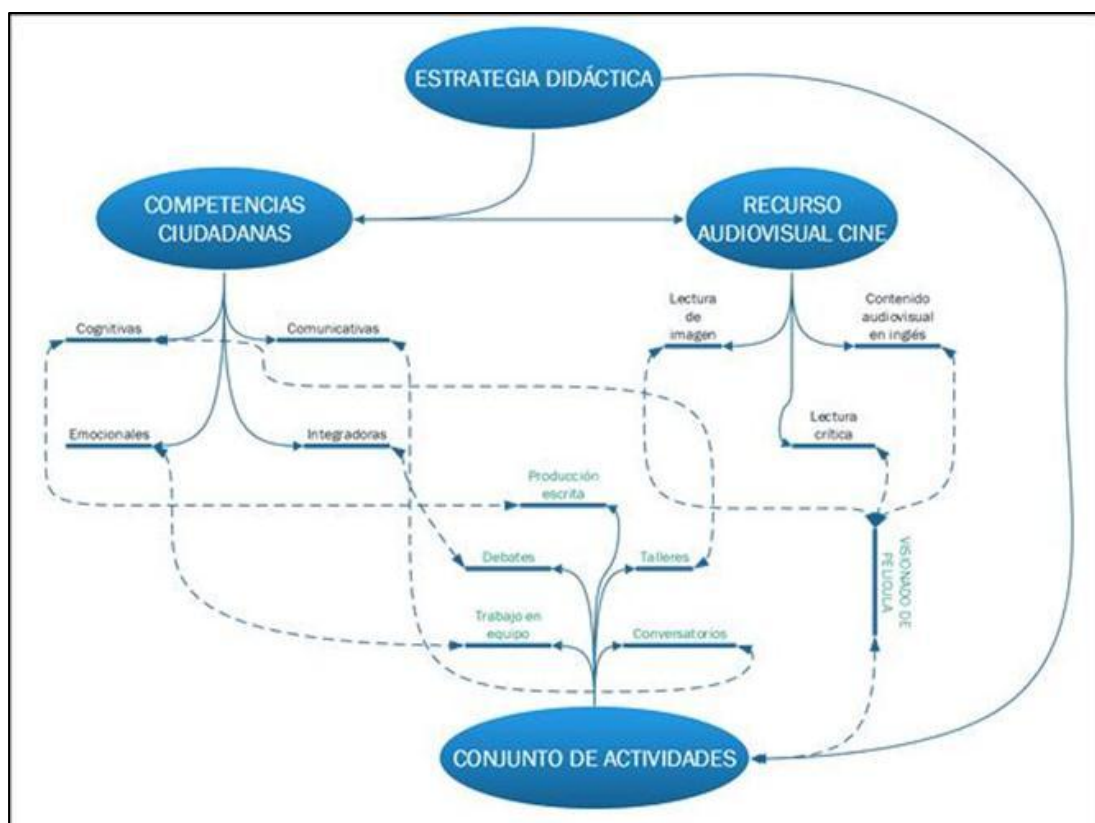 ESTRATEGIA DIDÁCTICA
COMPETENCIAS
CIUDADANAS
RECURSO
AUDIOVISUAL CINE
Cognitivas
Comunicativas
Lectura
de
imagen
Contenido
audiovisual
en inglés
Emocionales
Integradoras
Lectura
crítica
Producción
escrita
Debates
Talleres
VISIONADO DE
PELICULA
Trabajo en
equipo
Conversatorios
CONJUNTO DE ACTIVIDADES